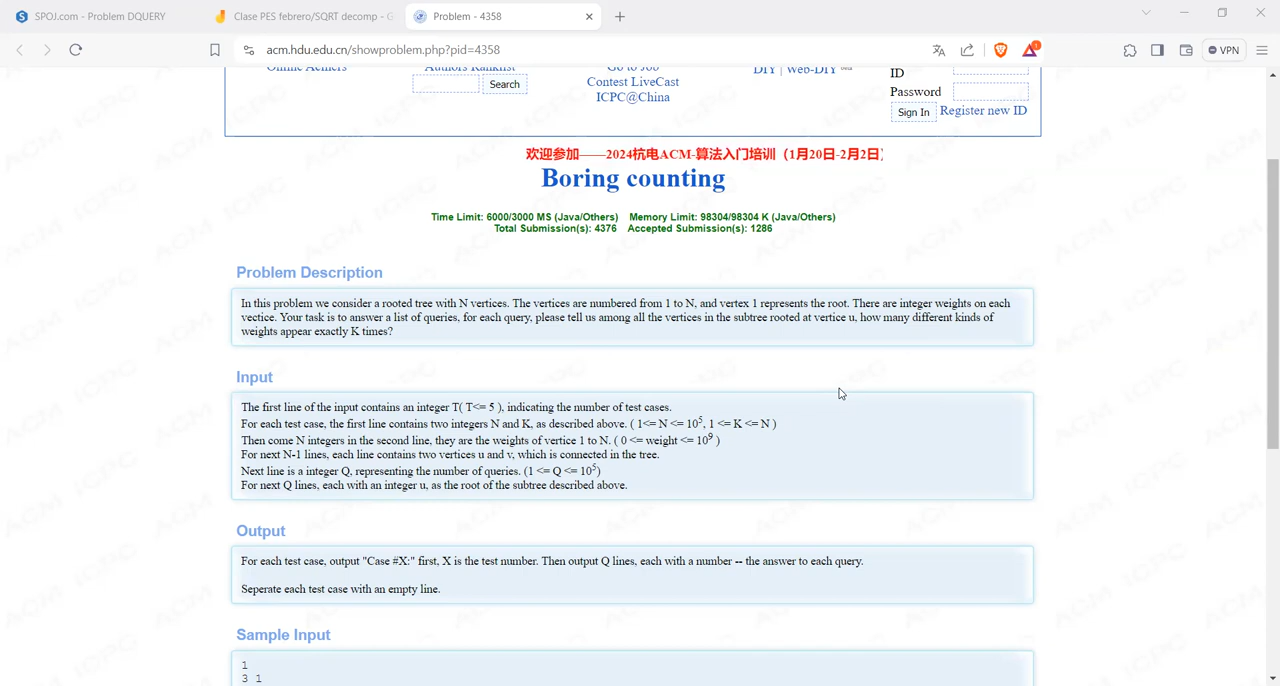 SPOJ.com - Problem DQUERY
Clase PES febrero/SQRT decomp - G
Problem - 4358
acm.hdu.edu.cn/showproblem.php?pid=4358
1
VPN
Online Acmers
Authors Ranklist
Search
Go to Job
Contest LiveCast
ICPC@China
DIY | Web-DIY beta
ID
Password
Sign In
Register new ID
欢迎参加——2024杭电ACM-算法入门培训（1月20日-2月2日）
Boring counting
Time Limit: 6000/3000 MS (Java/Others) Memory Limit: 98304/98304 K (Java/Others)
Total Submission(s): 4376 Accepted Submission(s): 1286
Problem Description
In this problem we consider a rooted tree with N vertices. The vertices are numbered from 1 to N, and vertex 1 represents the root. There are integer weights on each
vectice. Your task is to answer a list of queries, for each query, please tell us among all the vertices in the subtree rooted at vertice u, how many different kinds of
weights appear exactly K times?
Input
The first line of the input contains an integer T( T<= 5 ), indicating the number of test cases.
For each test case, the first line contains two integers N and K, as described above. ( 1<= N <= 10⁵, 1 <= K <= N )
Then come N integers in the second line, they are the weights of vertice 1 to N. ( 0 <= weight <= 10⁹ )
For next N-1 lines, each line contains two vertices u and v, which is connected in the tree.
Next line is a integer Q, representing the number of queries. (1 <= Q <= 10⁵)
For next Q lines, each with an integer u, as the root of the subtree described above.
Output
For each test case, output "Case #X:" first, X is the test number. Then output Q lines, each with a number -- the answer to each query.
Seperate each test case with an empty line.
Sample Input
1
3 1